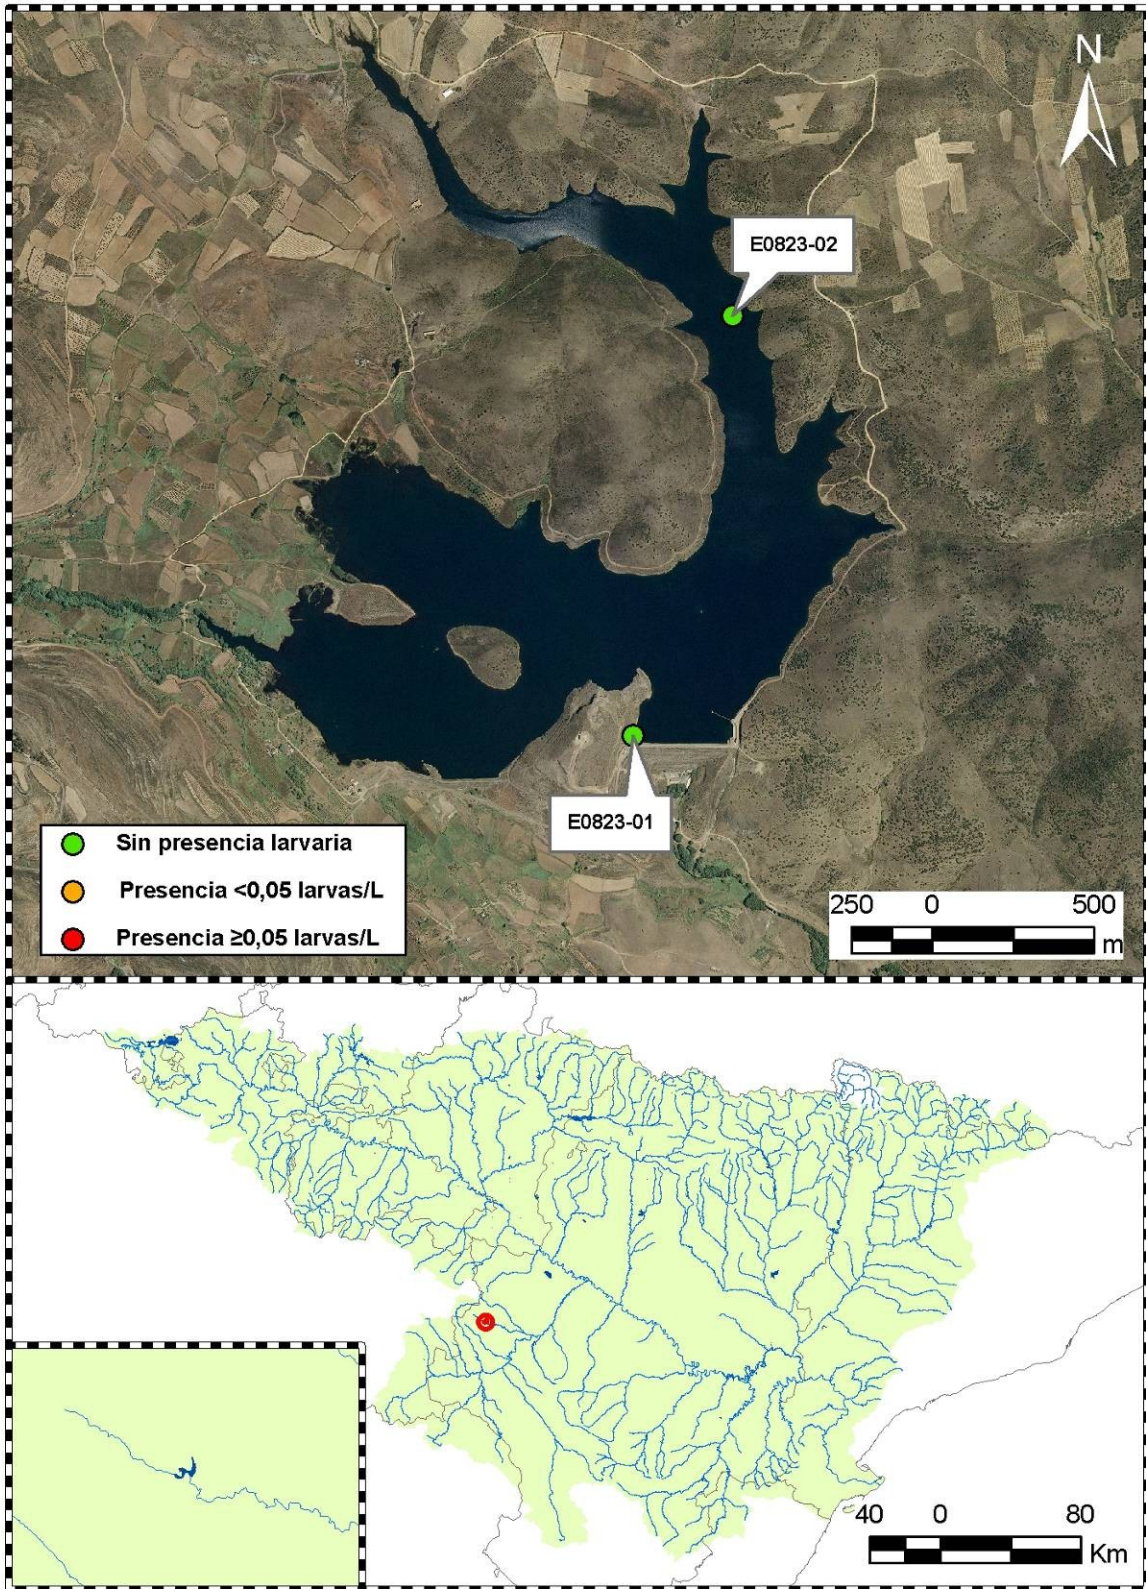 N
E0823-02
E0823-01
Sin presencia larvaria
Presencia <0,05 larvas/L
Presencia ≥0,05 larvas/L
250 0 500
m
40 0 80
Km